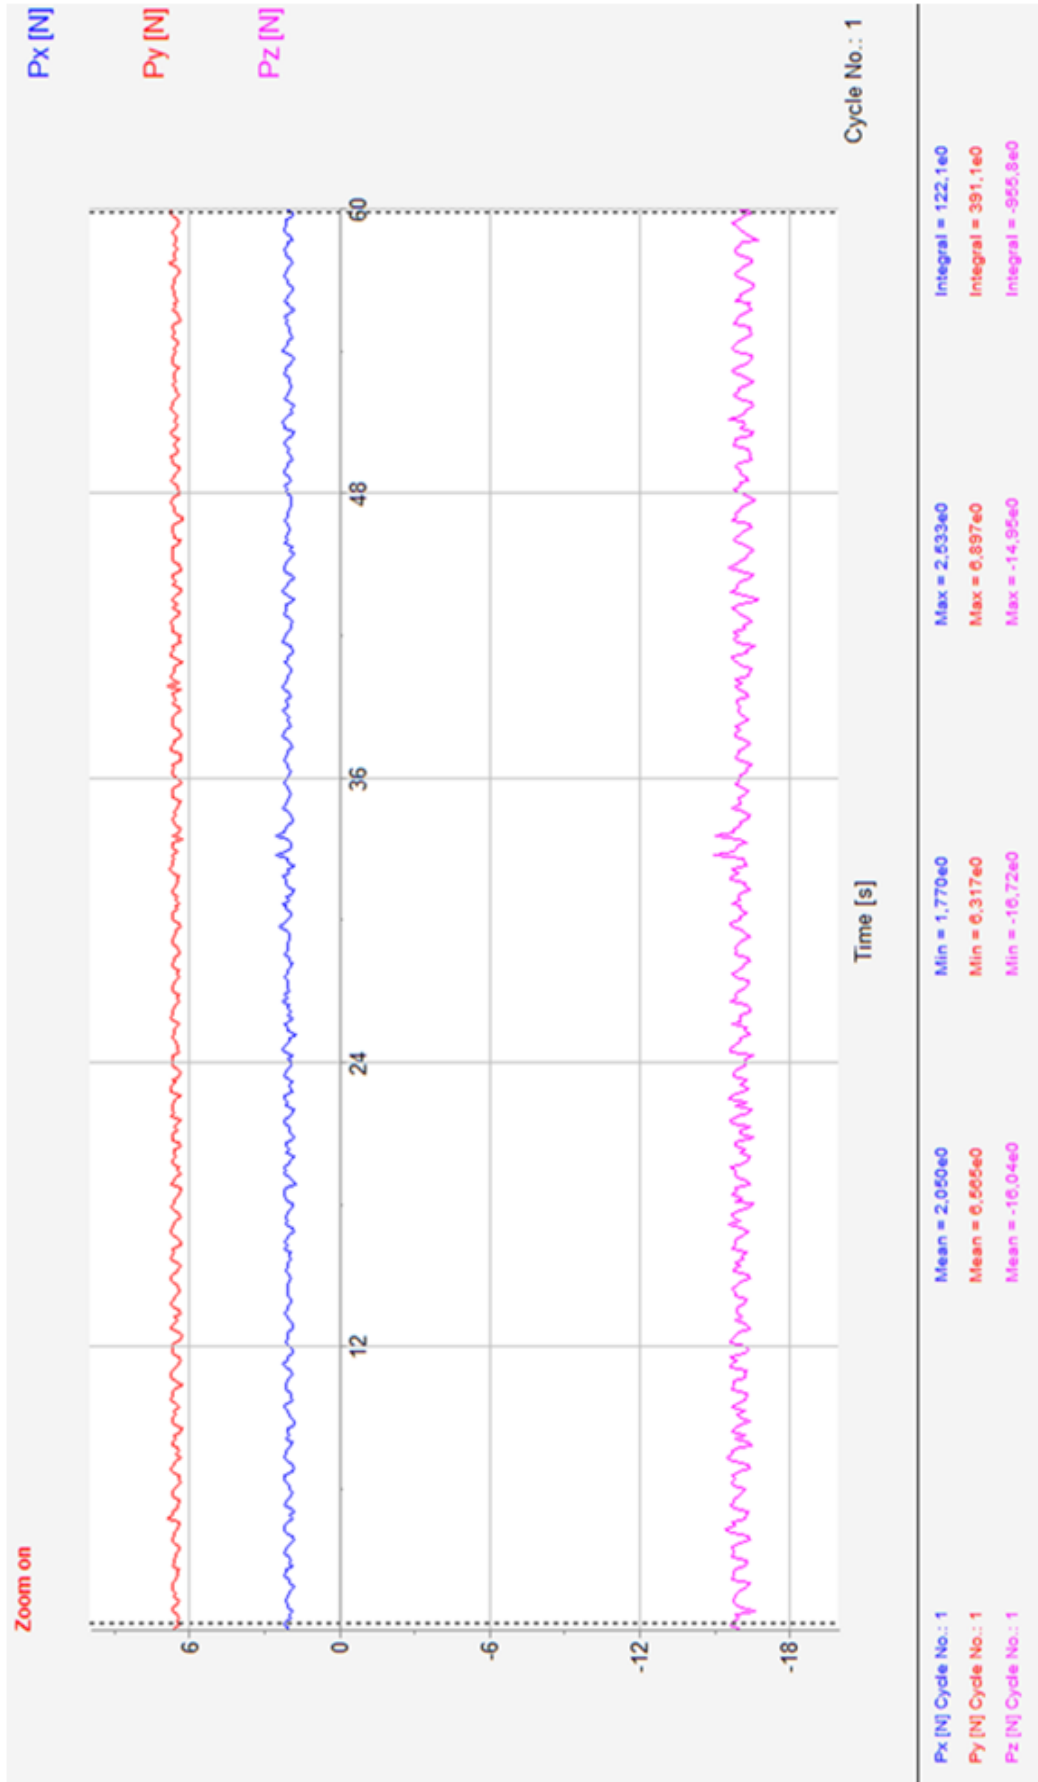 Zoom on
Px [N]
Py [N]
Pz [N]
6
0
-6
-12
-18
12
24
36
48
60
Time [s]
Cycle No.: 1
Px [N] Cycle No.: 1 Mean = 2,050e0 Min = 1,770e0 Max = 2,533e0 Integral = 122,1e0
Py [N] Cycle No.: 1 Mean = 6,565e0 Min = 6,317e0 Max = 6,897e0 Integral = 391,1e0
Pz [N] Cycle No.: 1 Mean = -16,04e0 Min = -16,72e0 Max = -14,95e0 Integral = -955,8e0